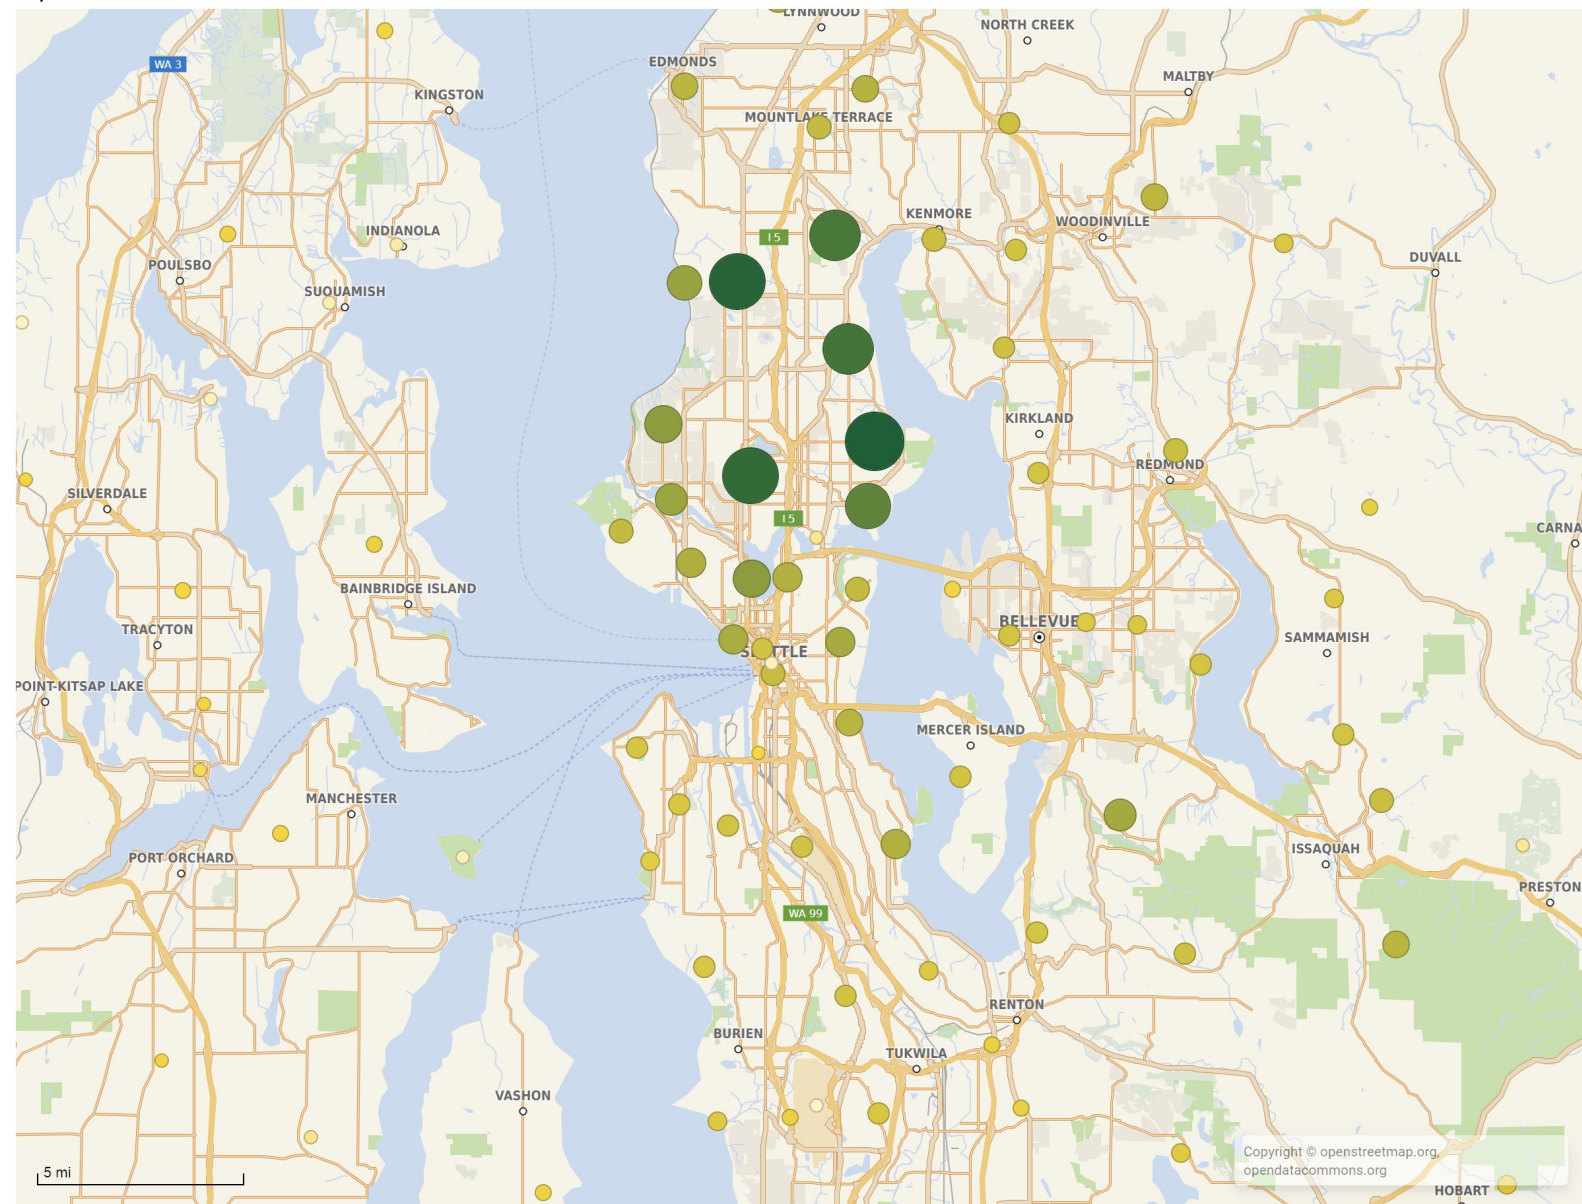 LYNNWOOD
NORTH CREEK
EDMONDS
WA 3
MALTBY
KINGSTON
MOUNTLAKE TERRACE
KENMORE
WOODINVILLE
INDIANOLA
I 5
DUVALL
POULSBO
SUQUAMISH
KIRKLAND
REDMOND
SILVERDALE
I 5
CARNA
BAINBRIDGE ISLAND
BELLEVUE
TRACYTON
SAMMAMISH
SEATTLE
POINT-KITSAP LAKE
MERCER ISLAND
MANCHESTER
ISSAQUAH
PORT ORCHARD
PRESTON
WA 99
RENTON
BURIEN
TUKWILA
VASHON
Copyright © openstreetmap.org,
opendatacommons.org
5 mi
HOBART